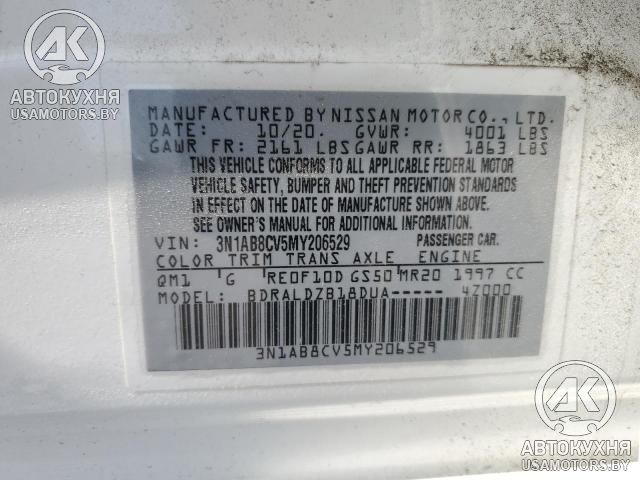 AK
АВТОКУХНЯ
USAMOTORS.BY
MANUFACTURED BY NISSAN MOTOR CO., LTD.
DATE: 10/20. GVWR: 4001 LBS
GAWR FR: 2161 LBS GAWR RR: 1863 LBS
THIS VEHICLE CONFORMS TO ALL APPLICABLE FEDERAL MOTOR
VEHICLE SAFETY, BUMPER AND THEFT PREVENTION STANDARDS
IN EFFECT ON THE DATE OF MANUFACTURE SHOWN ABOVE.
SEE OWNER'S MANUAL FOR ADDITIONAL INFORMATION.
VIN: 3N1AB8CV5MY206529 PASSENGER CAR.
COLOR TRIM TRANS AXLE ENGINE
QM1 G RE0F10D GS50 MR20 1997 CC
MODEL: BDRALDZB18DUA----- 4Z000
3N1AB8CV5MY206529
AK
АВТОКУХНЯ
USAMOTORS.BY